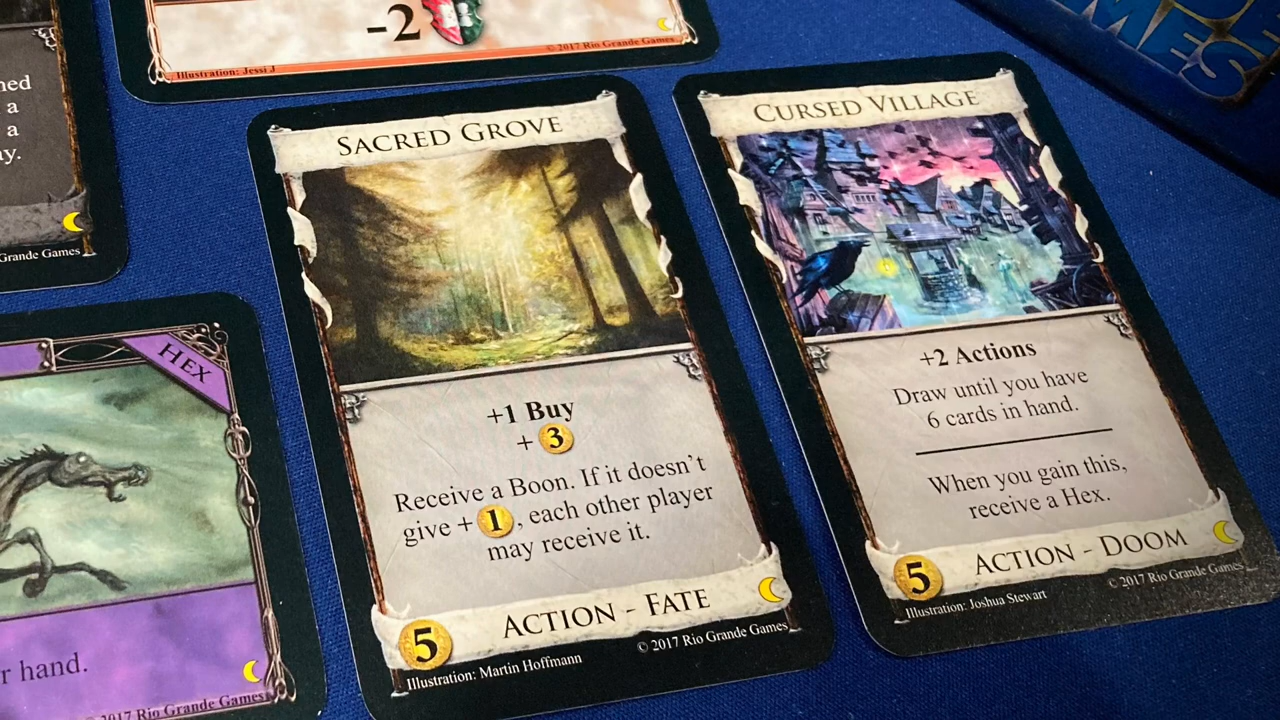 -2
Illustration: Jessi J
© 2017 Rio Grande Games
a
a
Grande Games
HEX
hand.
2017 Rio Grande Games
SACRED GROVE
+1 Buy
+ 3
Receive a Boon. If it doesn't
give + 1, each other player
may receive it.
5
ACTION - FATE
Illustration: Martin Hoffmann
© 2017 Rio Grande Games
CURSED VILLAGE
+2 Actions
Draw until you have
6 cards in hand.
When you gain this,
receive a Hex.
5
ACTION - DOOM
Illustration: Joshua Stewart
© 2017 Rio Grande Games
GAMES